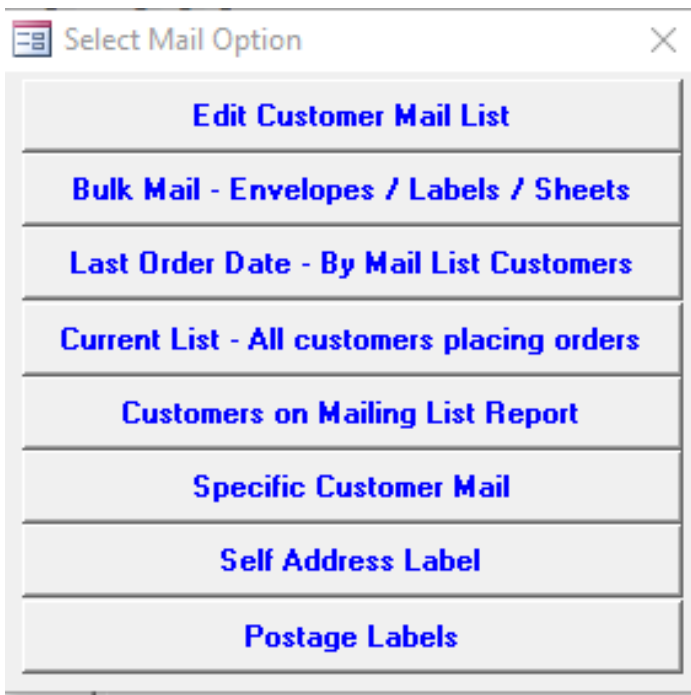 Select Mail Option
Edit Customer Mail List
Bulk Mail - Envelopes / Labels / Sheets
Last Order Date - By Mail List Customers
Current List - All customers placing orders
Customers on Mailing List Report
Specific Customer Mail
Self Address Label
Postage Labels